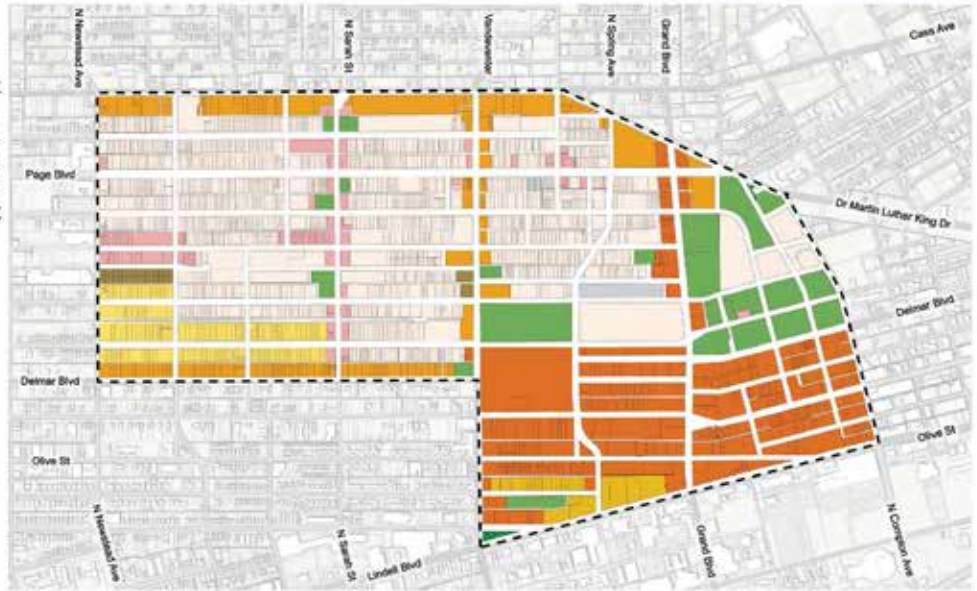 N Newstead Ave
N Sarah St
Vandeventer
N Spring Ave
Grand Blvd
Cass Ave
Page Blvd
Dr Martin Luther King Dr
Delmar Blvd
Delmar Blvd
Olive St
Olive St
N Newstead Ave
N Sarah St
Lindell Blvd
Grand Blvd
N Compton Ave